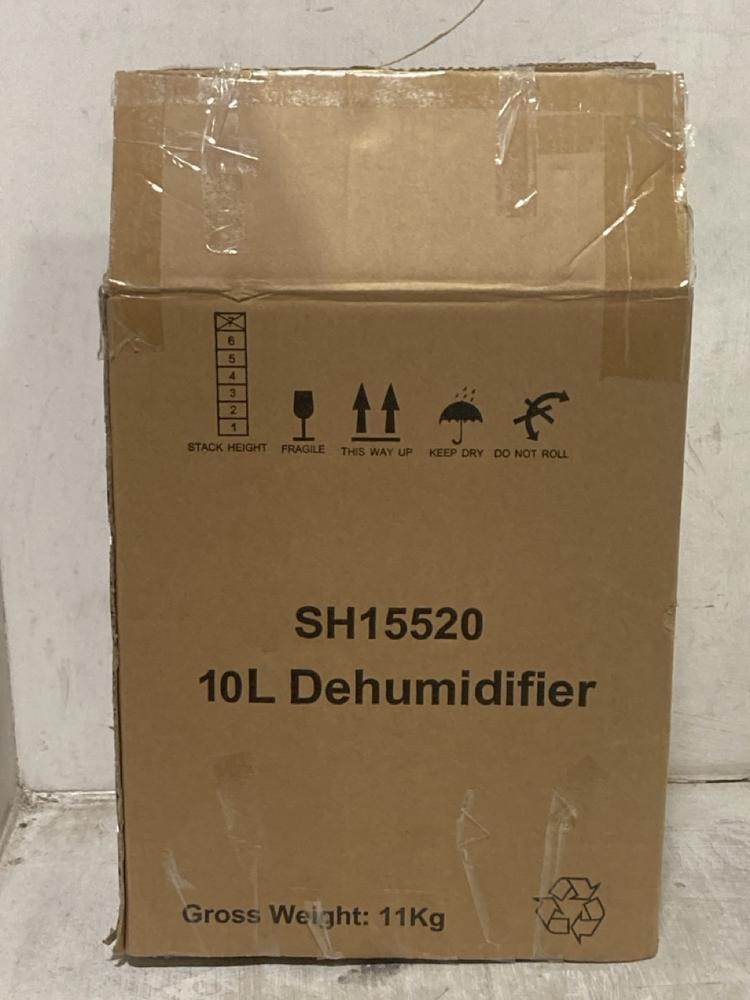 7
6
5
4
3
2
1
STACK HEIGHT FRAGILE THIS WAY UP KEEP DRY DO NOT ROLL
SH15520
10L Dehumidifier
Gross Weight: 11Kg